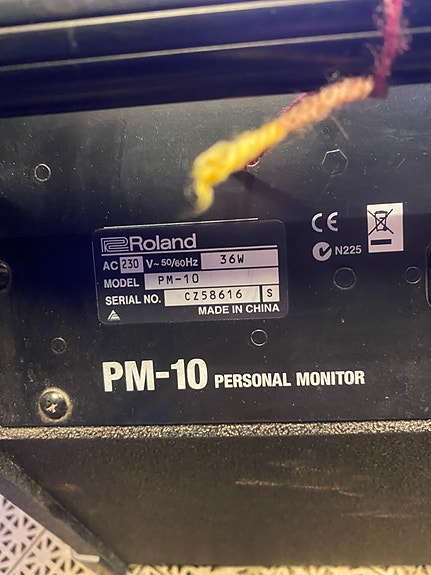 Roland
AC 230 V~50/60Hz 36W
MODEL PM-10
SERIAL NO. CZ58616 S
MADE IN CHINA
CE
N225
PM-10 PERSONAL MONITOR